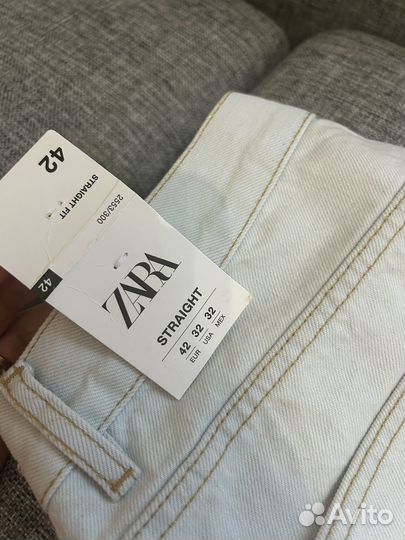 42
STRAIGHT FIT
2553/300
42
ZARA
STRAIGHT
42 32 32
EUR USA MEX
Avito